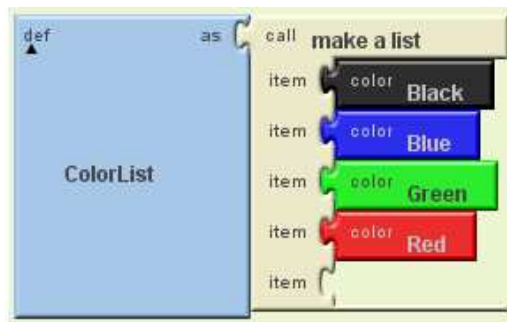 def as call make a list
item color Black
item color Blue
ColorList
item color Green
item color Red
item